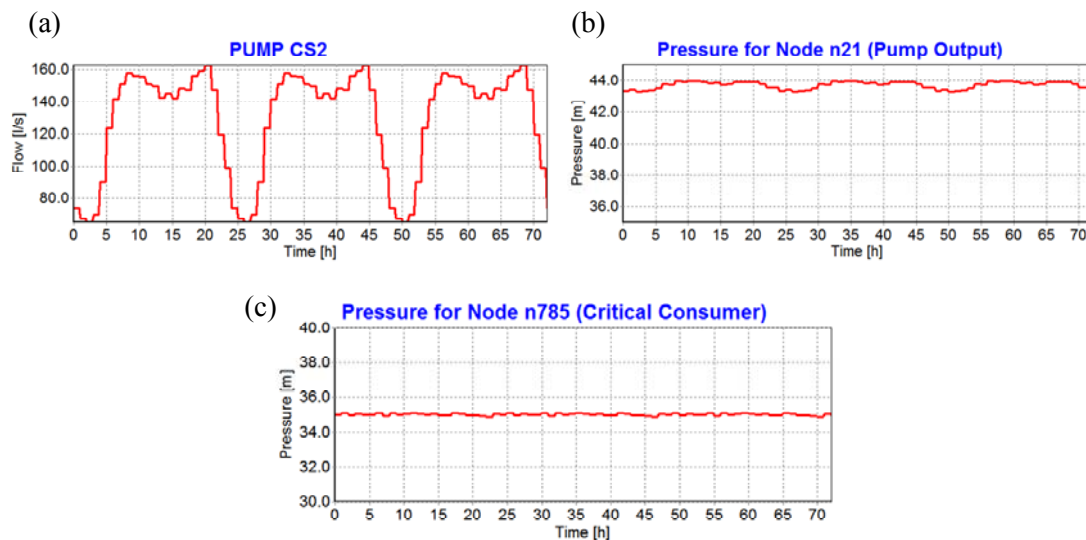 (a)
PUMP CS2
160.0
140.0
120.0
100.0
80.0
Flow [l/s]
0 5 10 15 20 25 30 35 40 45 50 55 60 65 70
Time [h]
(b)
Pressure for Node n21 (Pump Output)
44.0
42.0
40.0
38.0
36.0
Pressure [m]
0 5 10 15 20 25 30 35 40 45 50 55 60 65 70
Time [h]
(c)
Pressure for Node n785 (Critical Consumer)
40.0
38.0
36.0
34.0
32.0
30.0
Pressure [m]
0 5 10 15 20 25 30 35 40 45 50 55 60 65 70
Time [h]